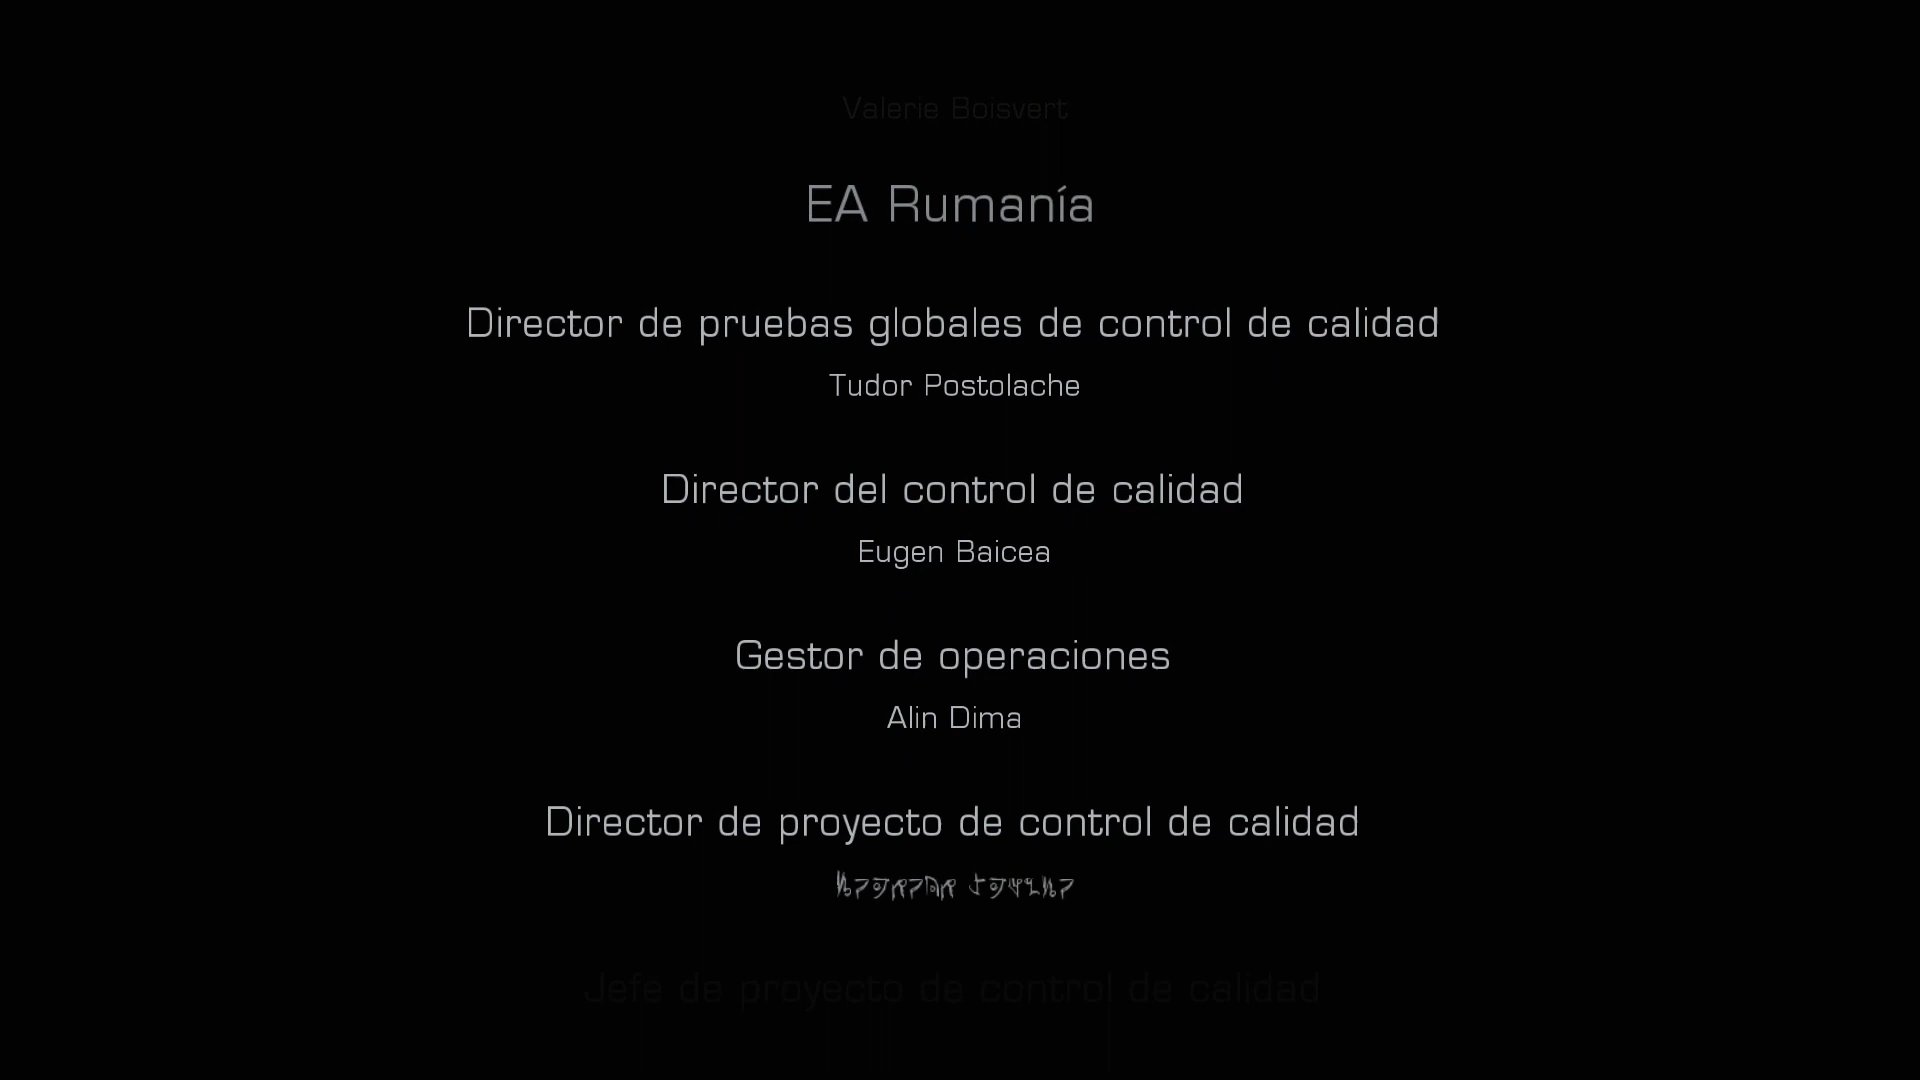 Valerie Boisvert
EA Rumanía
Director de pruebas globales de control de calidad
Tudor Postolache
Director del control de calidad
Eugen Baicea
Gestor de operaciones
Alin Dima
Director de proyecto de control de calidad
Jefe de proyecto de control de calidad